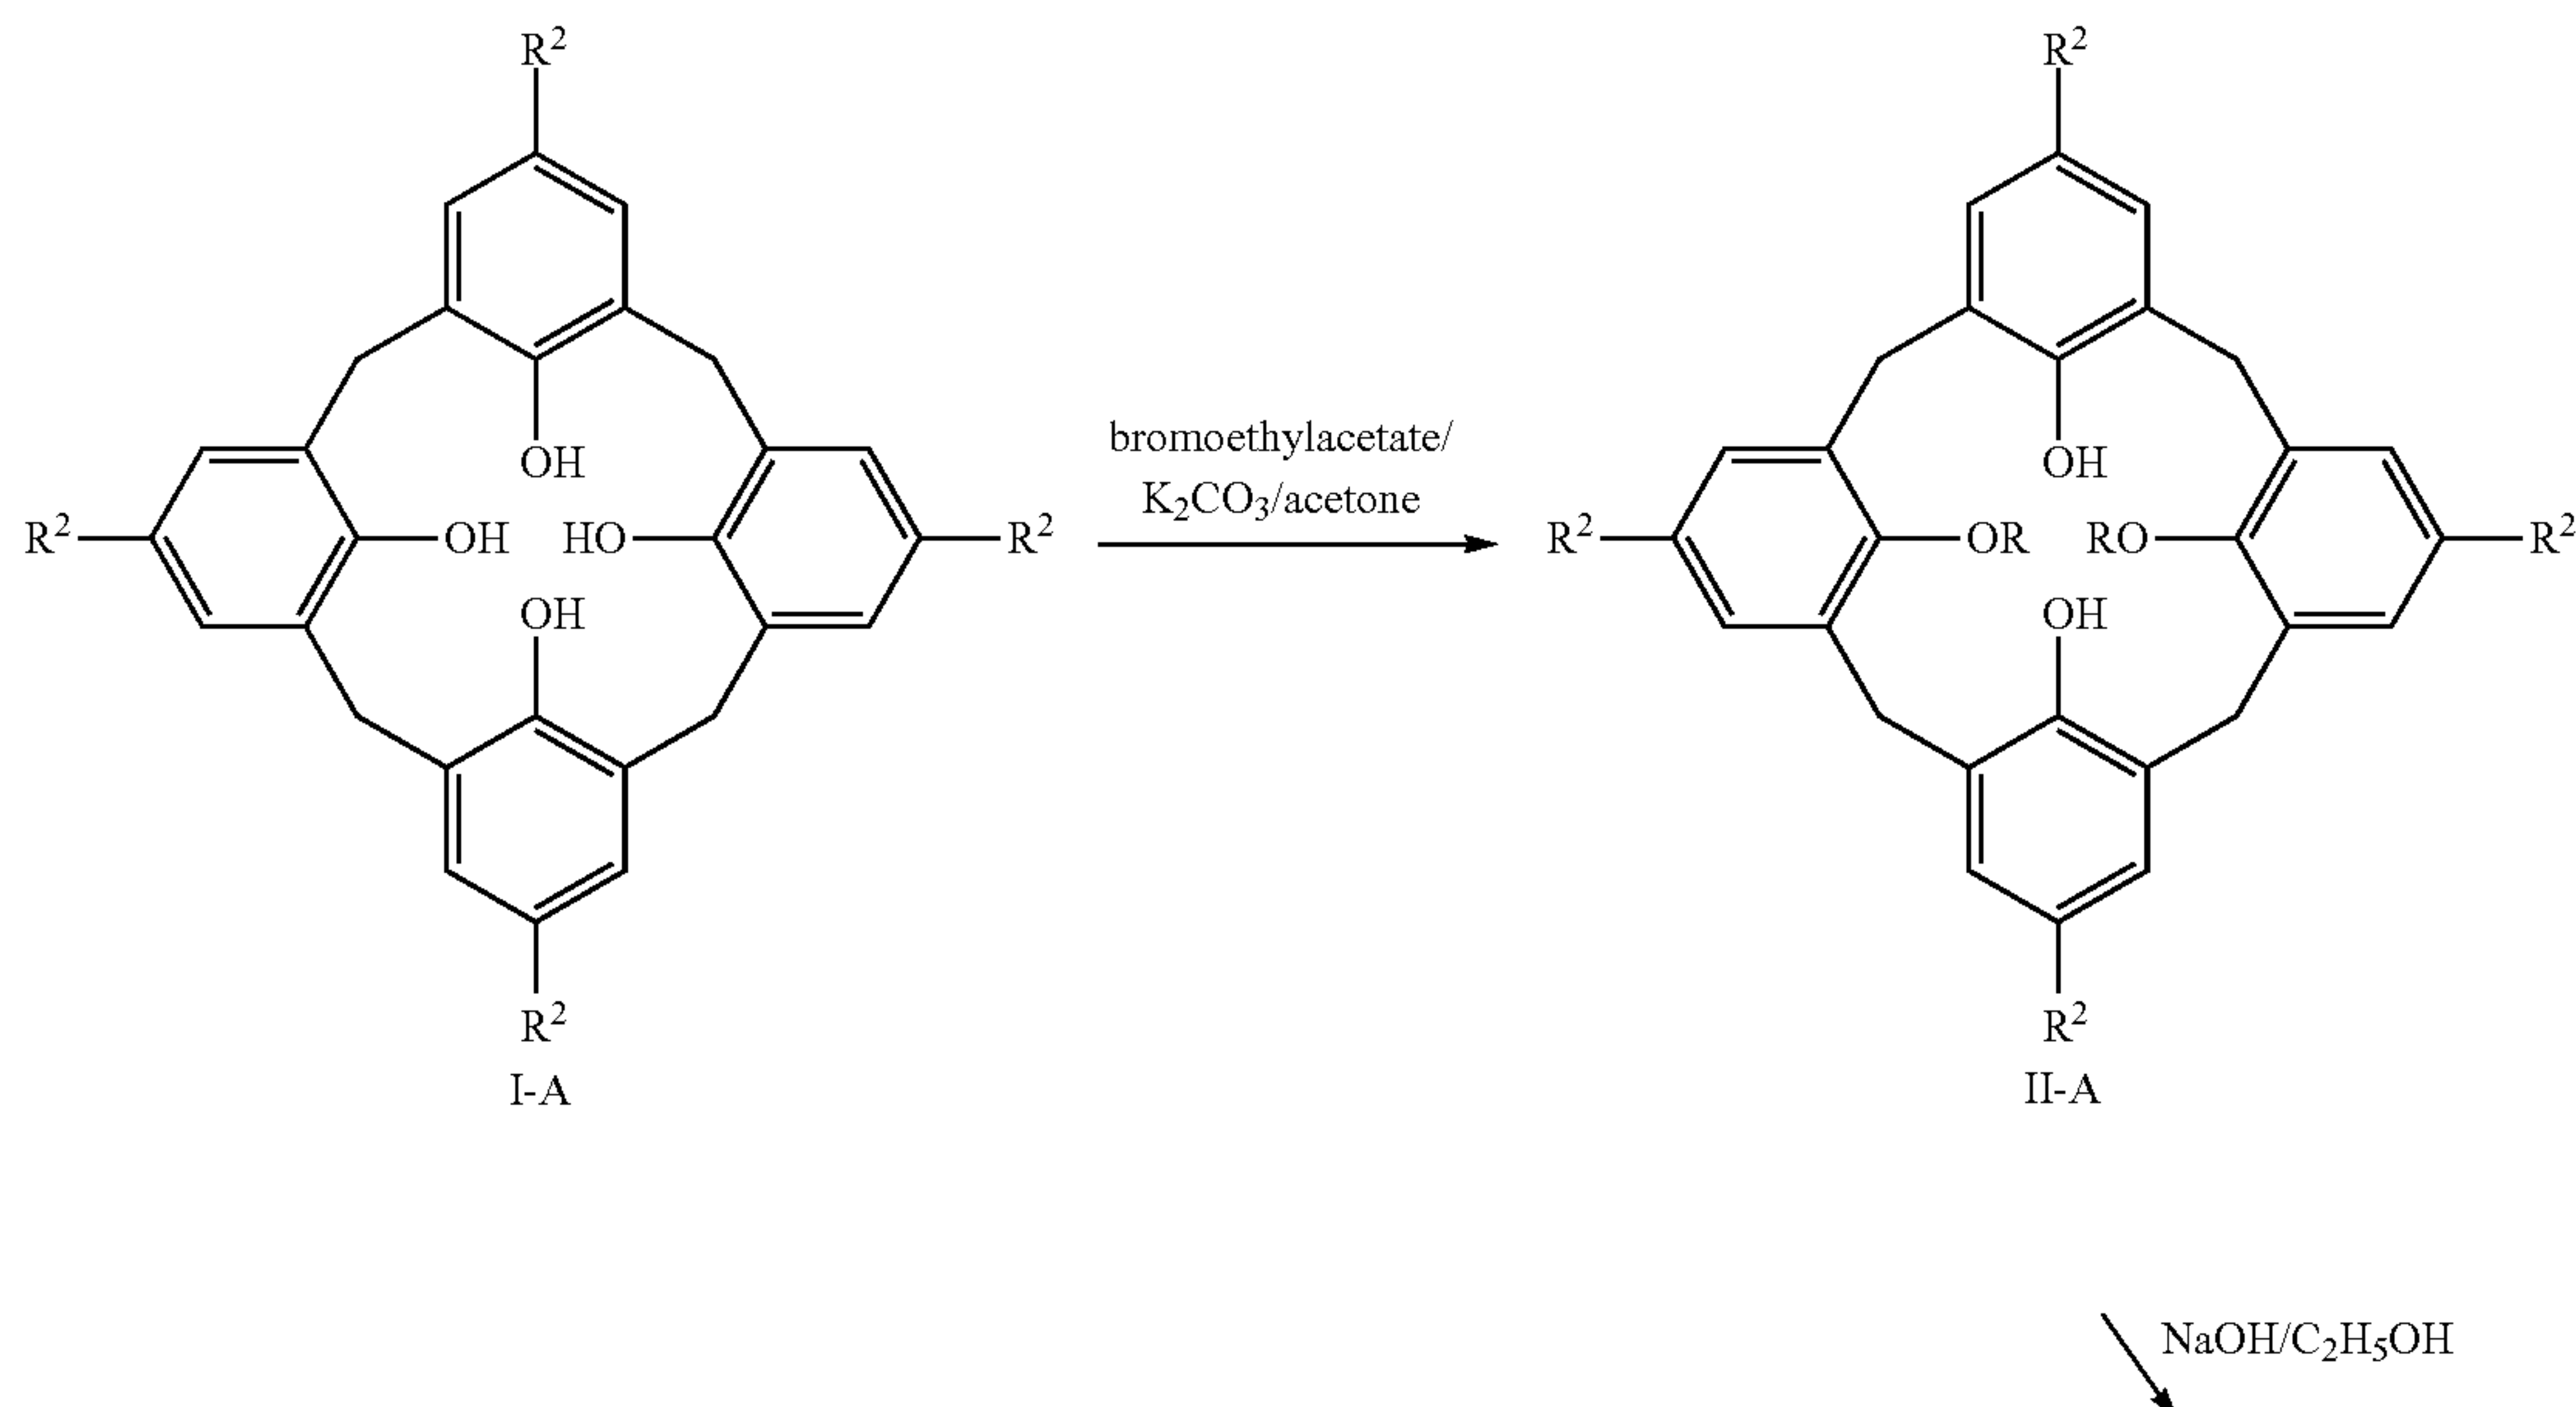 R²
R²
OH
OH
bromoethylacetate/
K₂CO₃/acetone
R²
OH
HO
R²
R²
OR
RO
R²
OH
OH
R²
R²
I-A
II-A
NaOH/C₂H₅OH